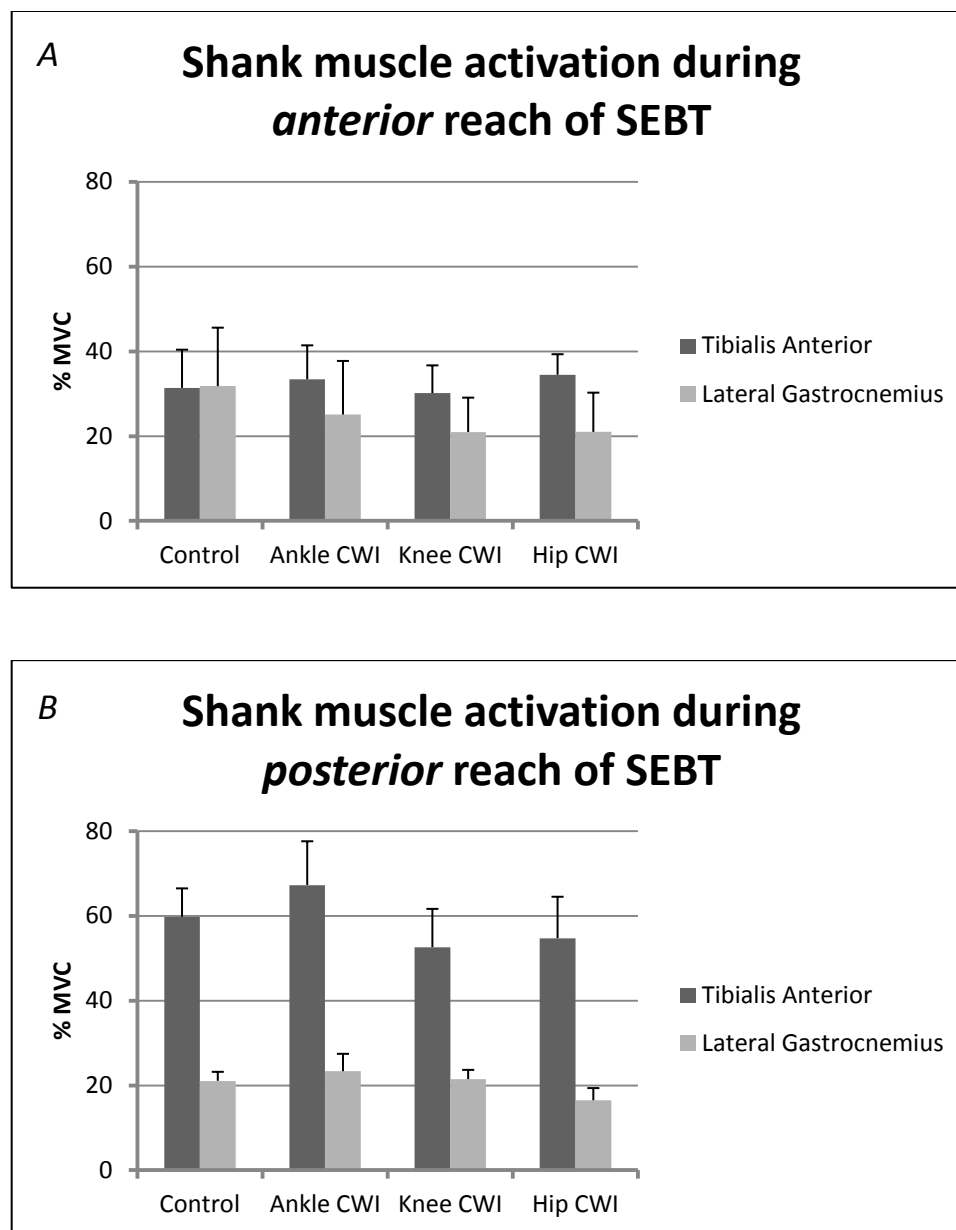 A
Shank muscle activation during
anterior reach of SEBT
80
60
40
20
0
% MVC
Control
Ankle CWI
Knee CWI
Hip CWI
Tibialis Anterior
Lateral Gastrocnemius
B
Shank muscle activation during
posterior reach of SEBT
80
60
40
20
0
% MVC
Control
Ankle CWI
Knee CWI
Hip CWI
Tibialis Anterior
Lateral Gastrocnemius